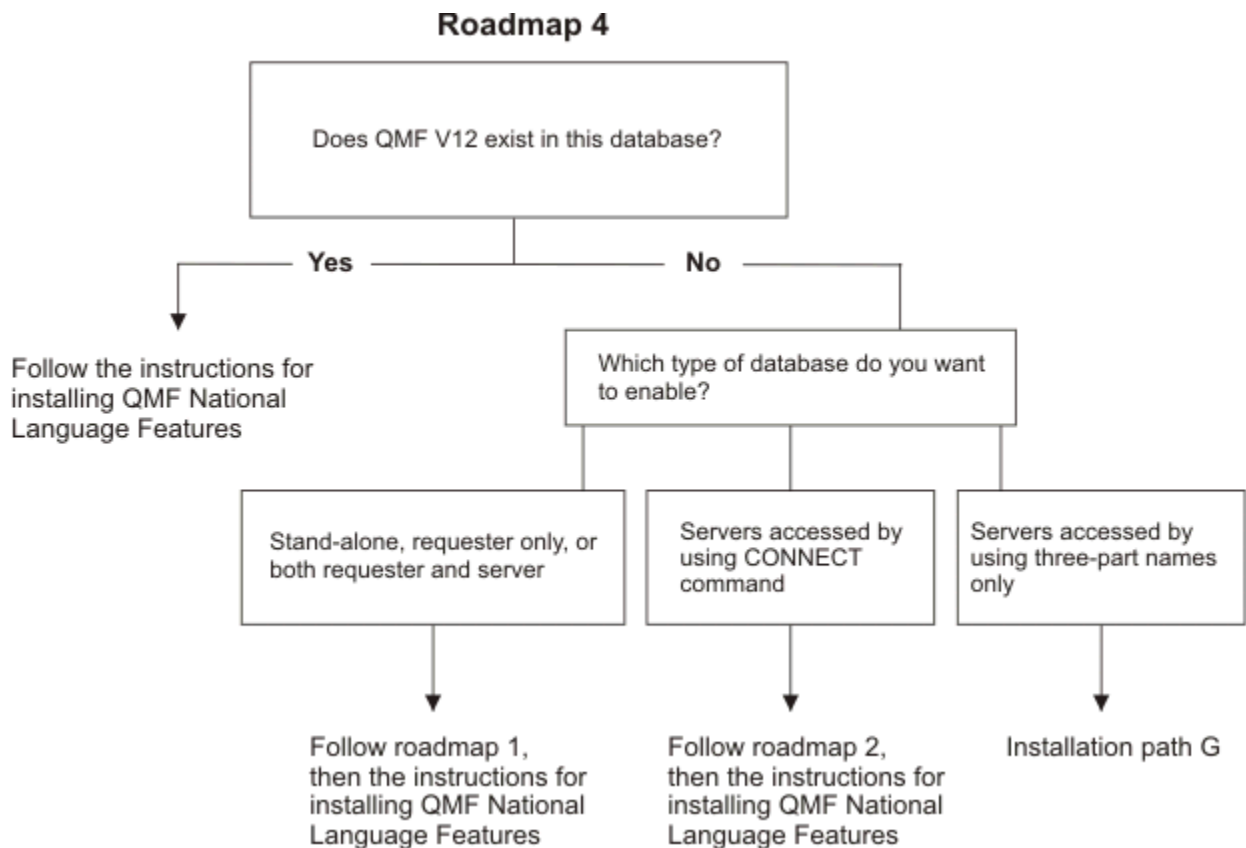 Roadmap 4
Does QMF V12 exist in this database?
Yes
No
Follow the instructions for
installing QMF National
Language Features
Which type of database do you want
to enable?
Stand-alone, requester only, or
both requester and server
Servers accessed by
using CONNECT
command
Servers accessed by
using three-part names
only
Follow roadmap 1,
then the instructions for
installing QMF National
Language Features
Follow roadmap 2,
then the instructions for
installing QMF National
Language Features
Installation path G